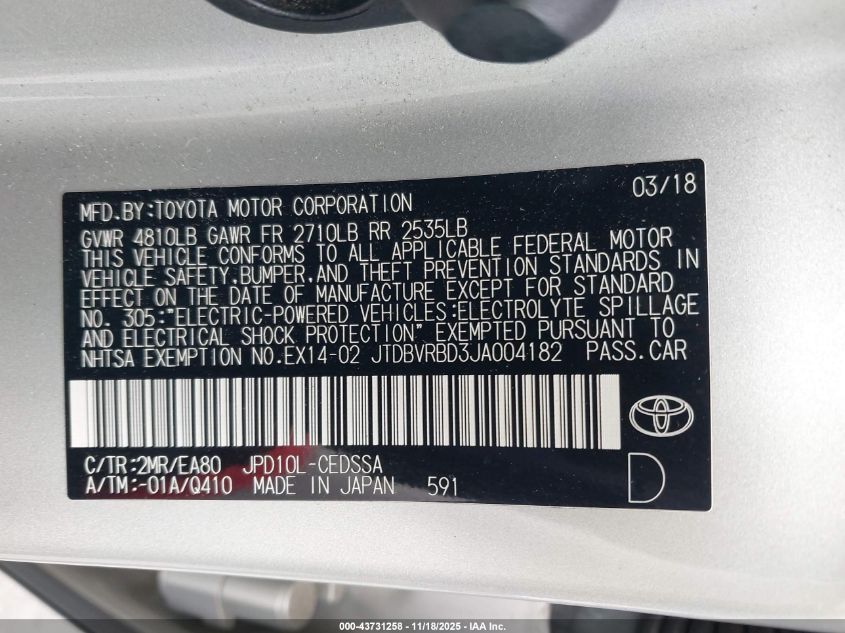 03/18
MFD.BY:TOYOTA MOTOR CORPORATION
GVWR 4810LB GAWR FR 2710LB RR 2535LB
THIS VEHICLE CONFORMS TO ALL APPLICABLE FEDERAL MOTOR
VEHICLE SAFETY,BUMPER,AND THEFT PREVENTION STANDARDS IN
EFFECT ON THE DATE OF MANUFACTURE EXCEPT FOR STANDARD
NO. 305:"ELECTRIC-POWERED VEHICLES:ELECTROLYTE SPILLAGE
AND ELECTRICAL SHOCK PROTECTION" EXEMPTED PURSUANT TO
NHTSA EXEMPTION NO.EX14-02 JTDBVRBD3JA004182 PASS.CAR
C/TR:2MR/EA80 JPD10L-CEDSSA
A/TM:-01A/Q410 MADE IN JAPAN 591
D
000-43731258 - 11/18/2025 - IAA Inc.